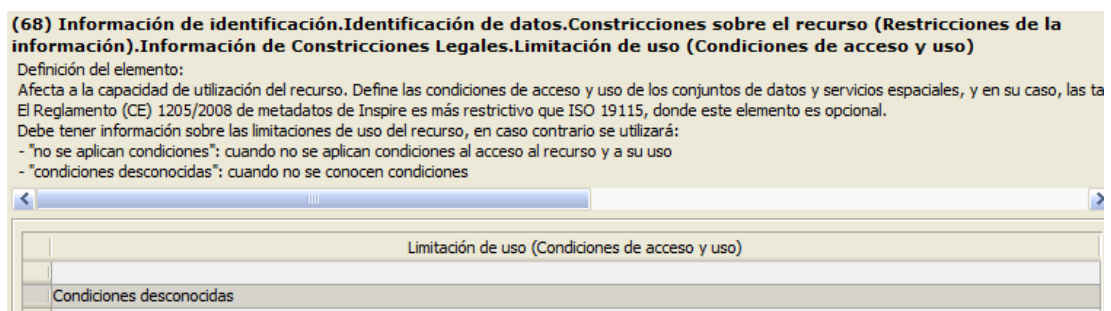 (68) Información de identificación.Identificación de datos.Constricciones sobre el recurso (Restricciones de la
información).Información de Constricciones Legales.Limitación de uso (Condiciones de acceso y uso)
Definición del elemento:
Afecta a la capacidad de utilización del recurso. Define las condiciones de acceso y uso de los conjuntos de datos y servicios espaciales, y en su caso, las ta
El Reglamento (CE) 1205/2008 de metadatos de Inspire es más restrictivo que ISO 19115, donde este elemento es opcional.
Debe tener información sobre las limitaciones de uso del recurso, en caso contrario se utilizará:
- "no se aplican condiciones": cuando no se aplican condiciones al acceso al recurso y a su uso
- "condiciones desconocidas": cuando no se conocen condiciones
Limitación de uso (Condiciones de acceso y uso)
Condiciones desconocidas